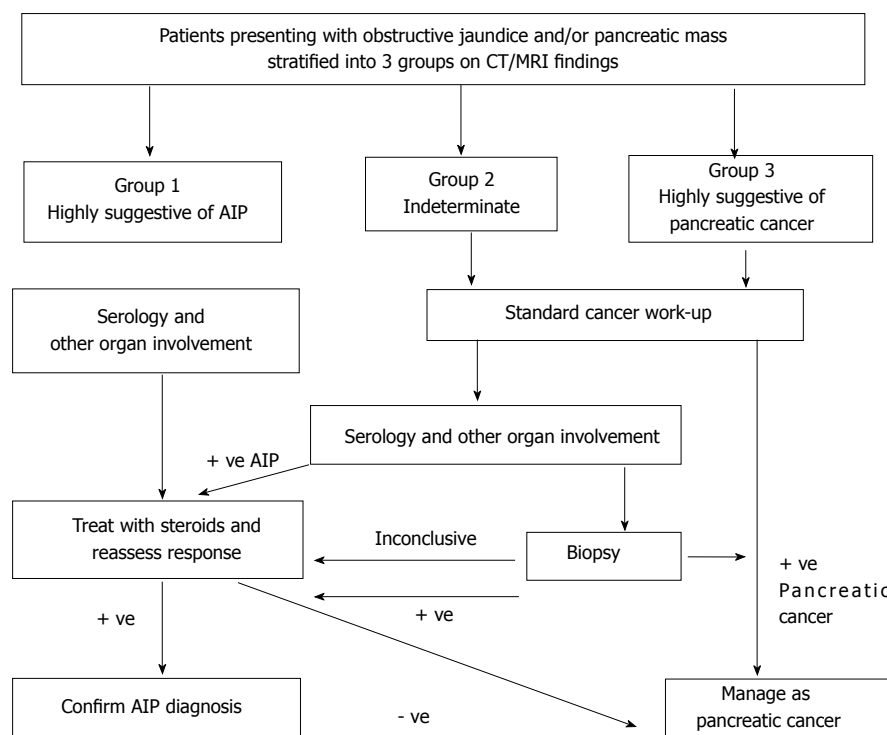 Patients presenting with obstructive jaundice and/or pancreatic mass
stratified into 3 groups on CT/MRI findings
Group 1
Highly suggestive of AIP
Group 2
Indeterminate
Group 3
Highly suggestive of
pancreatic cancer
Serology and
other organ involvement
Standard cancer work-up
Serology and other organ involvement
+ ve AIP
Treat with steroids and
reassess response
Inconclusive
Biopsy
+ ve
Pancreatic
cancer
+ ve
+ ve
Confirm AIP diagnosis
- ve
Manage as
pancreatic cancer